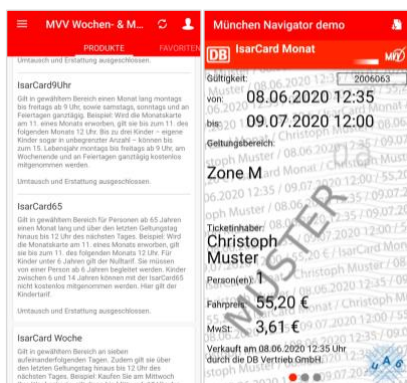 MVV Wochen- & M...
PRODUKTE
FAVORITEN
Umtausch und Erstattung ausgeschlossen.
IsarCard9Uhr
Gilt in gewähltem Bereich einen Monat lang montags
bis freitags ab 9 Uhr, sowie samstags, sonntags und an
Feiertagen ganztägig. Beispiel: Wird die Monatskarte
am 11. eines Monats erworben, gilt sie bis zum 11. des
folgenden Monats 12 Uhr. Bis zu drei Kinder – eigene
Kinder sogar in unbegrenzter Anzahl – können bis
zum 15. Lebensjahr montags bis freitags ab 9 Uhr, am
Wochenende und an Feiertagen ganztägig kostenlos
mitgenommen werden.
Umtausch und Erstattung ausgeschlossen.
IsarCard65
Gilt in gewähltem Bereich für Personen ab 65 Jahren
einen Monat lang und über den letzten Geltungstag
hinaus bis 12 Uhr des nächsten Tages. Beispiel: Wird
die Monatskarte am 11. eines Monats erworben, gilt
sie bis zum 11. des folgenden Monats 12 Uhr. Für
Kinder unter 6 Jahren gilt der Nulltarif. Sie müssen
von einer Person ab 6 Jahren begleitet werden. Kinder
zwischen 6 und 14 Jahren können mit der IsarCard65
nicht kostenlos mitgenommen werden. Hier gilt der
Kindertarif.
Umtausch und Erstattung ausgeschlossen.
IsarCard Woche
Gilt in gewähltem Bereich an sieben
aufeinanderfolgenden Tagen. Zudem gilt sie über
den letzten Geltungstag hinaus bis 12 Uhr des
nächsten Tages. Beispiel: Kaufen Sie am Mittwoch
München Navigator demo
DB IsarCard Monat
MVV
Gültigkeit:
2006063
von: 08.06.2020 12:35
bis: 09.07.2020 12:00
Geltungsbereich:
Zone M
MUSTER
Ticketinhaber:
Christoph
Muster
Person(en): 1
Fahrpreis: 55,20 €
MwSt: 3,61 €
Verkauft am 08.06.2020 12:35 Uhr
durch die DB Vertrieb GmbH.